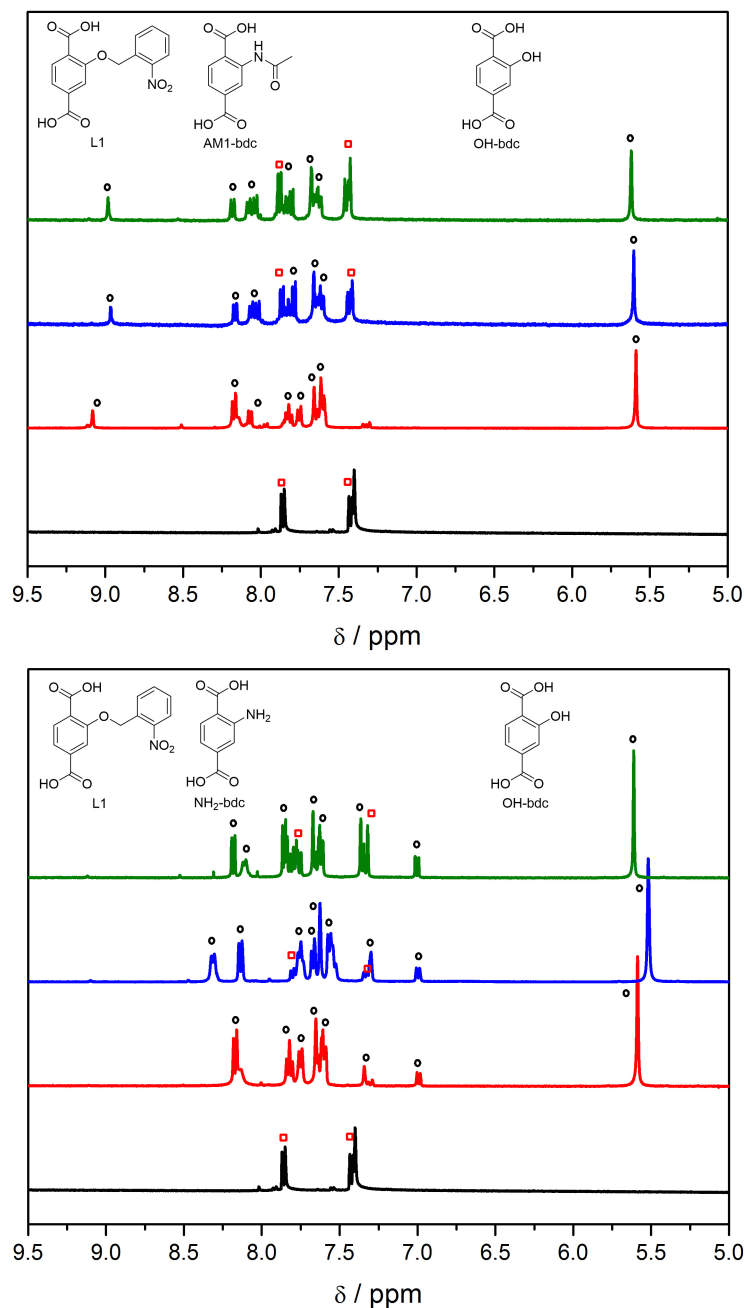 O OH
O
NO₂
HO O
L1
O OH
H
N
O
HO O
AM1-bdc
O OH
OH
HO O
OH-bdc
9.5 9.0 8.5 8.0 7.5 7.0 6.5 6.0 5.5 5.0
δ / ppm
O OH
O
NO₂
HO O
L1
O OH
NH₂
HO O
NH₂-bdc
O OH
OH
HO O
OH-bdc
9.5 9.0 8.5 8.0 7.5 7.0 6.5 6.0 5.5 5.0
δ / ppm